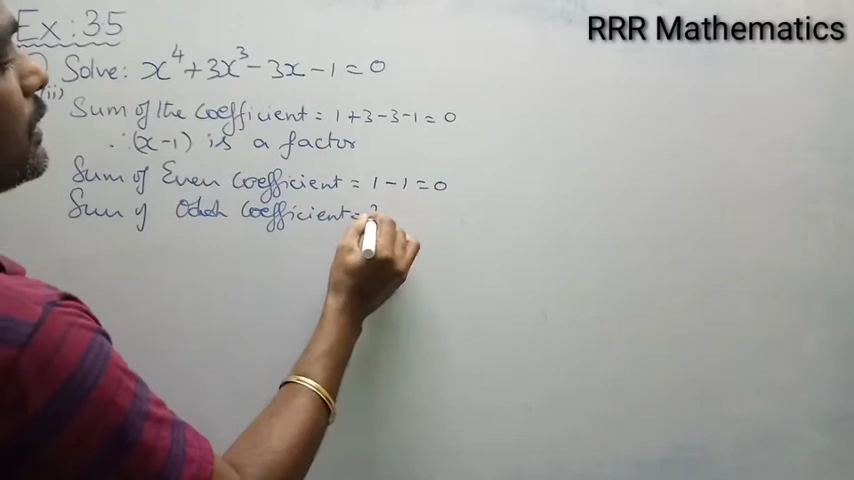 Ex: 35
RRR Mathematics
Solve: x⁴+3x³-3x-1=0
(ii)
Sum of the coefficient = 1+3-3-1=0
∴(x-1) is a factor
Sum of Even coefficient = 1-1=0
Sum of Odd coefficient=